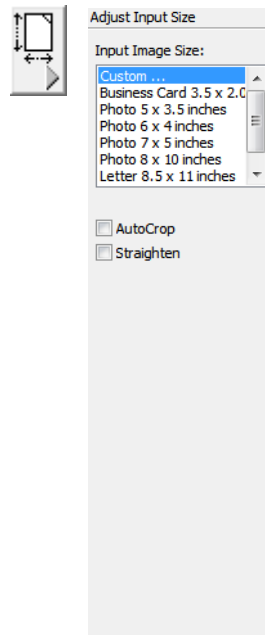 Adjust Input Size
Input Image Size:
Custom ...
Business Card 3.5 x 2.0
Photo 5 x 3.5 inches
Photo 6 x 4 inches
Photo 7 x 5 inches
Photo 8 x 10 inches
Letter 8.5 x 11 inches
AutoCrop
Straighten